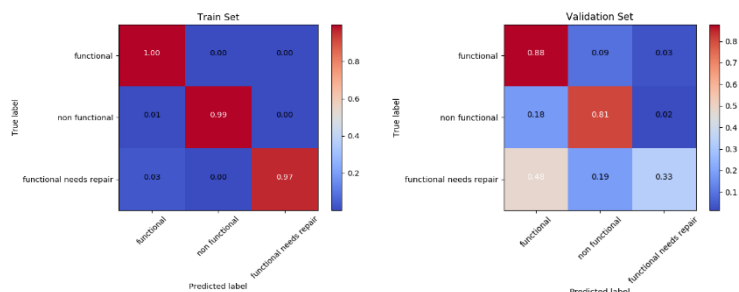 Train Set
functional
non functional
functional needs repair
True label
1.00 0.00 0.00
0.01 0.99 0.00
0.03 0.00 0.97
functional
non functional
functional needs repair
Predicted label
0.8
0.6
0.4
0.2
Validation Set
functional
non functional
functional needs repair
True label
0.88 0.09 0.03
0.18 0.81 0.02
0.48 0.19 0.33
functional
non functional
functional needs repair
Predicted label
0.8
0.7
0.6
0.5
0.4
0.3
0.2
0.1